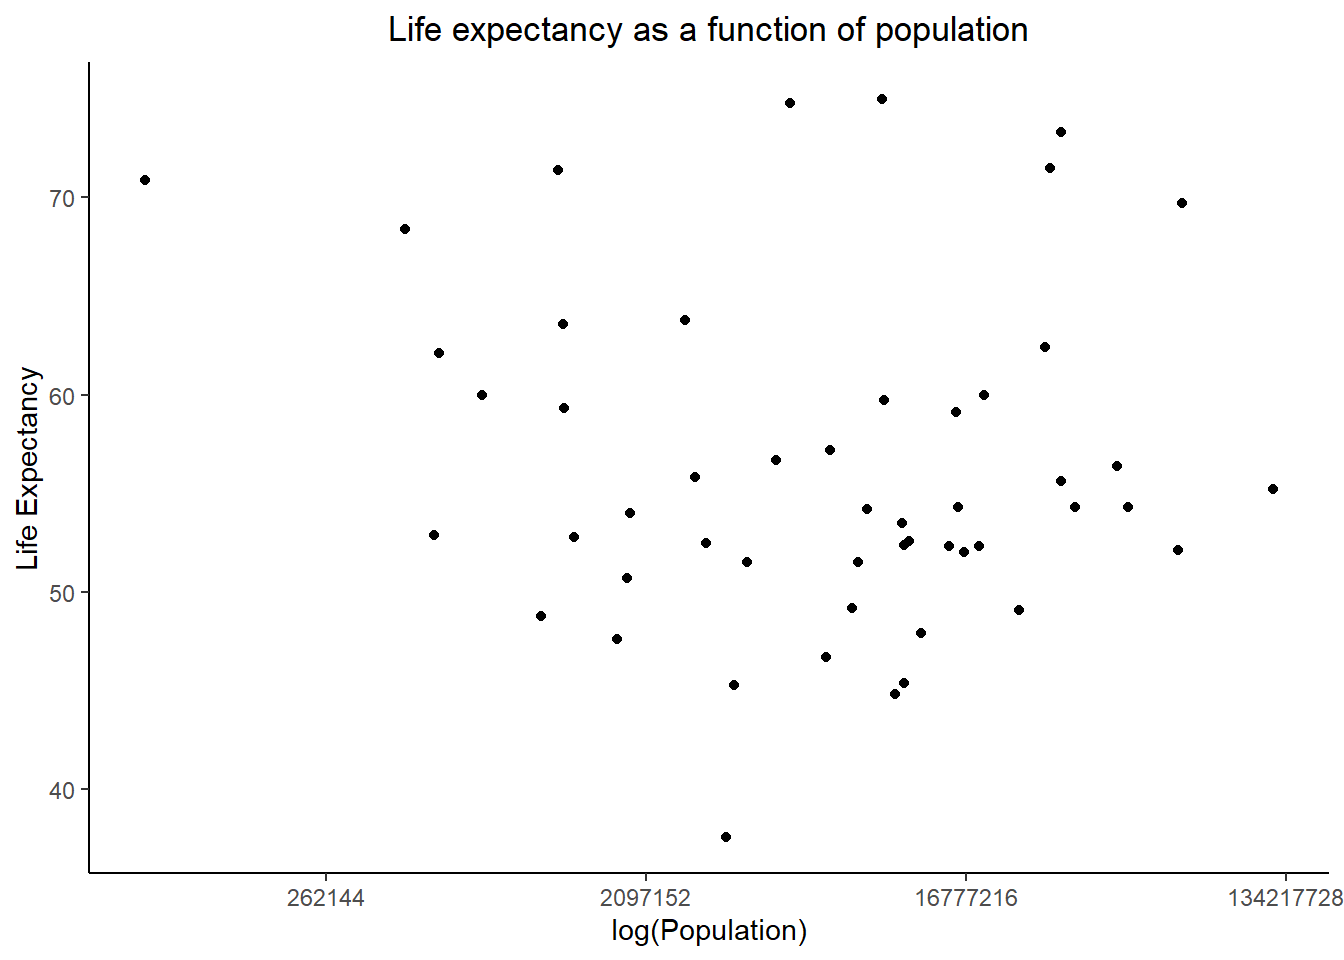 Life expectancy as a function of population
Life Expectancy
70
60
50
40
262144
2097152
16777216
134217728
log(Population)